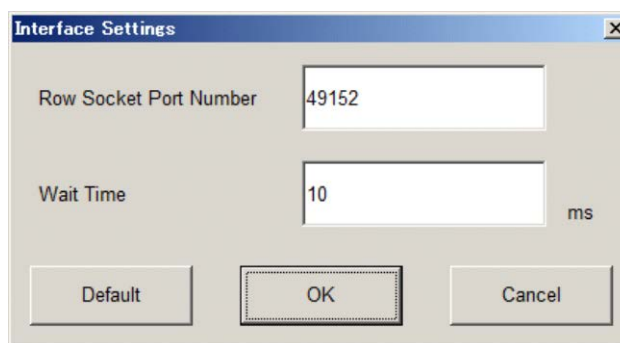 Interface Settings
Row Socket Port Number 49152
Wait Time 10 ms
Default OK Cancel